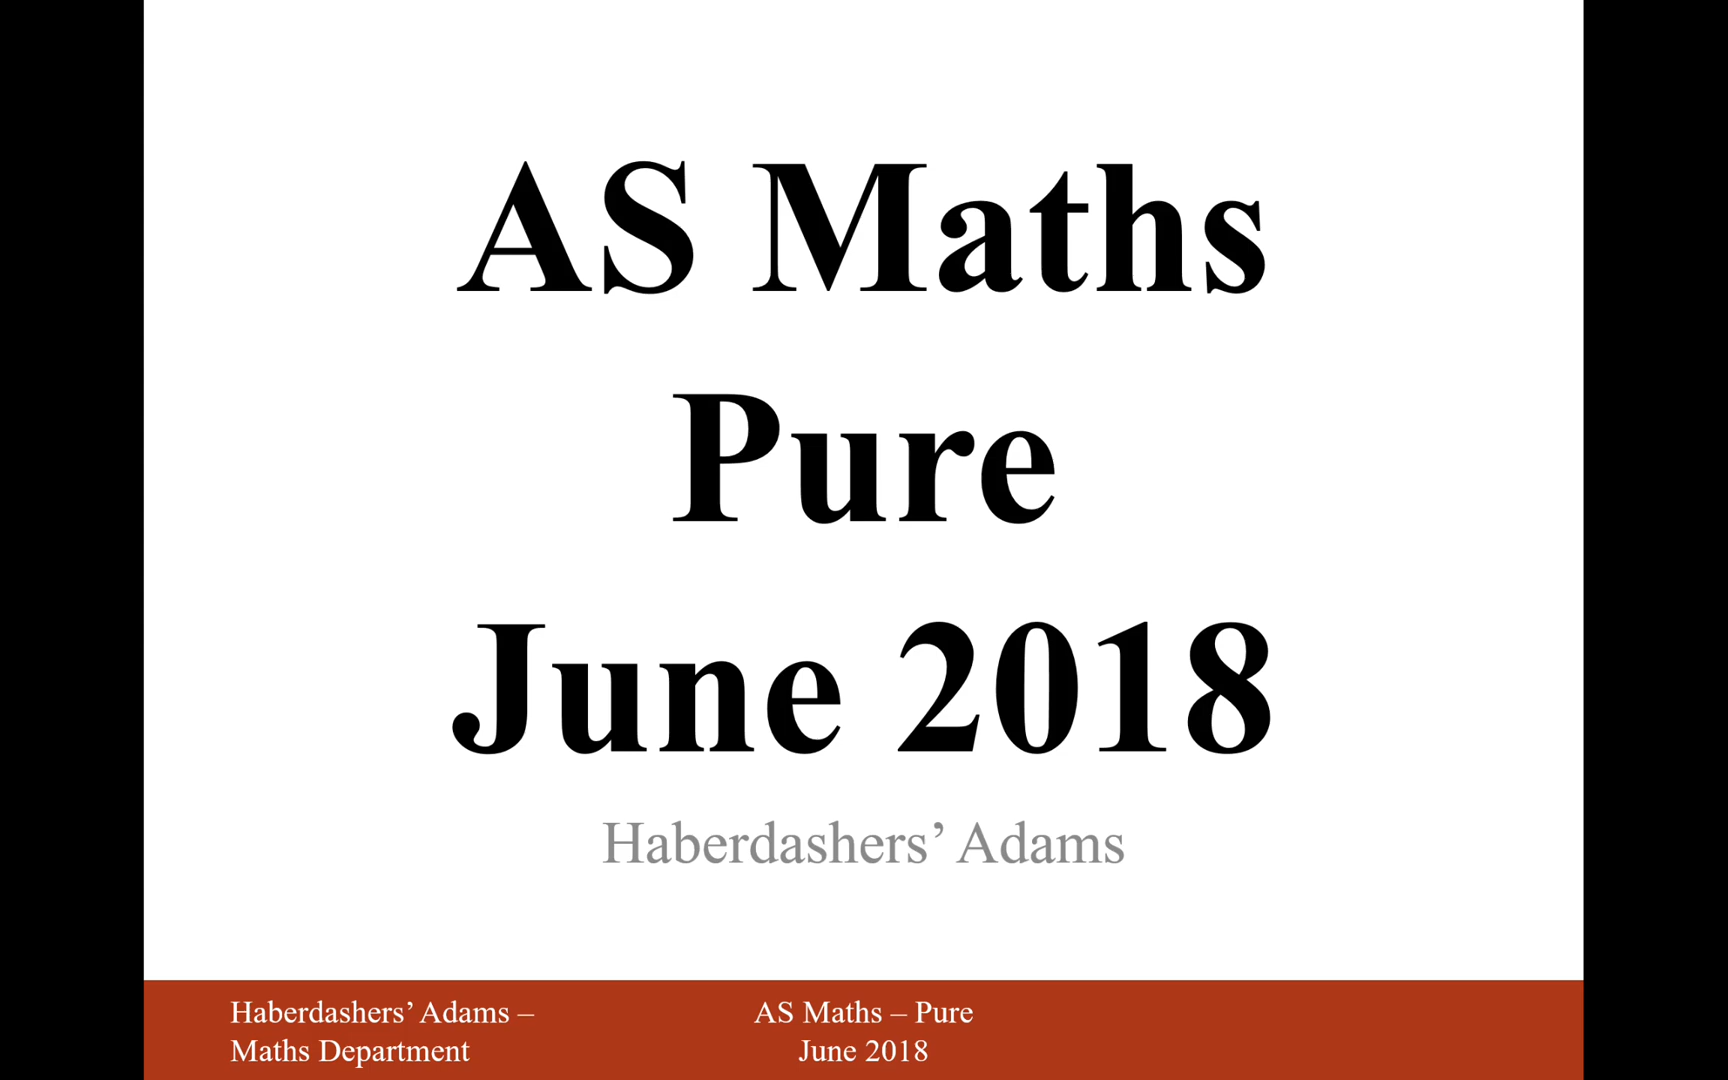 AS Maths
Pure
June 2018
Haberdashers’ Adams
Haberdashers’ Adams –
Maths Department
AS Maths – Pure
June 2018